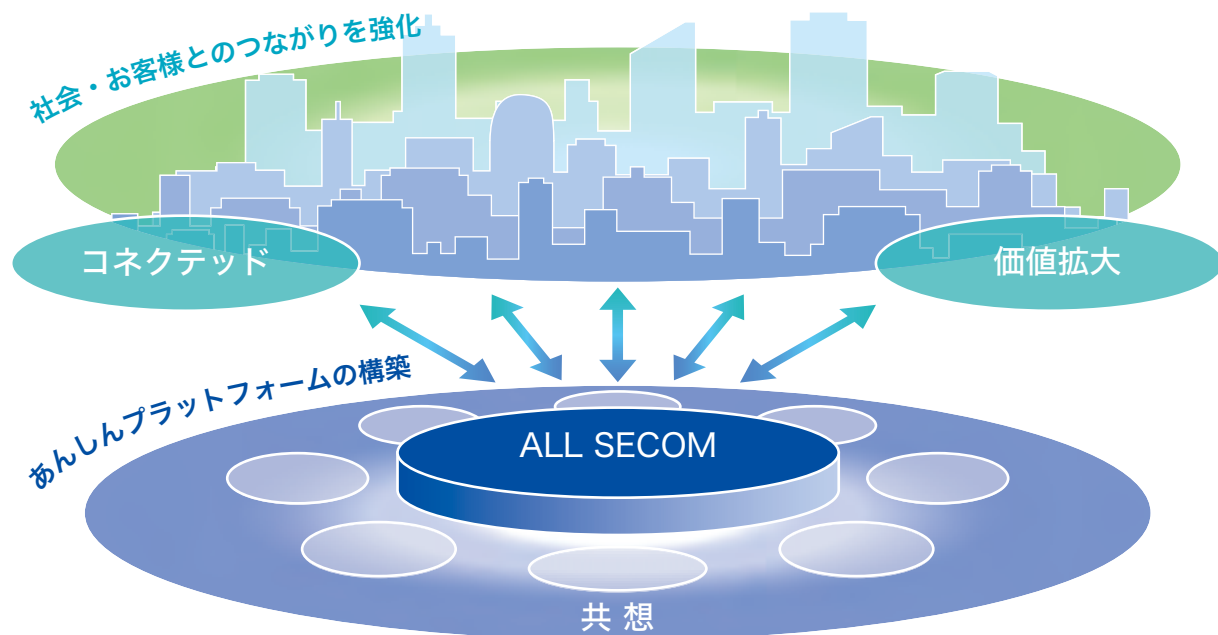 社会・お客様とのつながりを強化
コネクテッド
価値拡大
あんしんプラットフォームの構築
ALL SECOM
共想